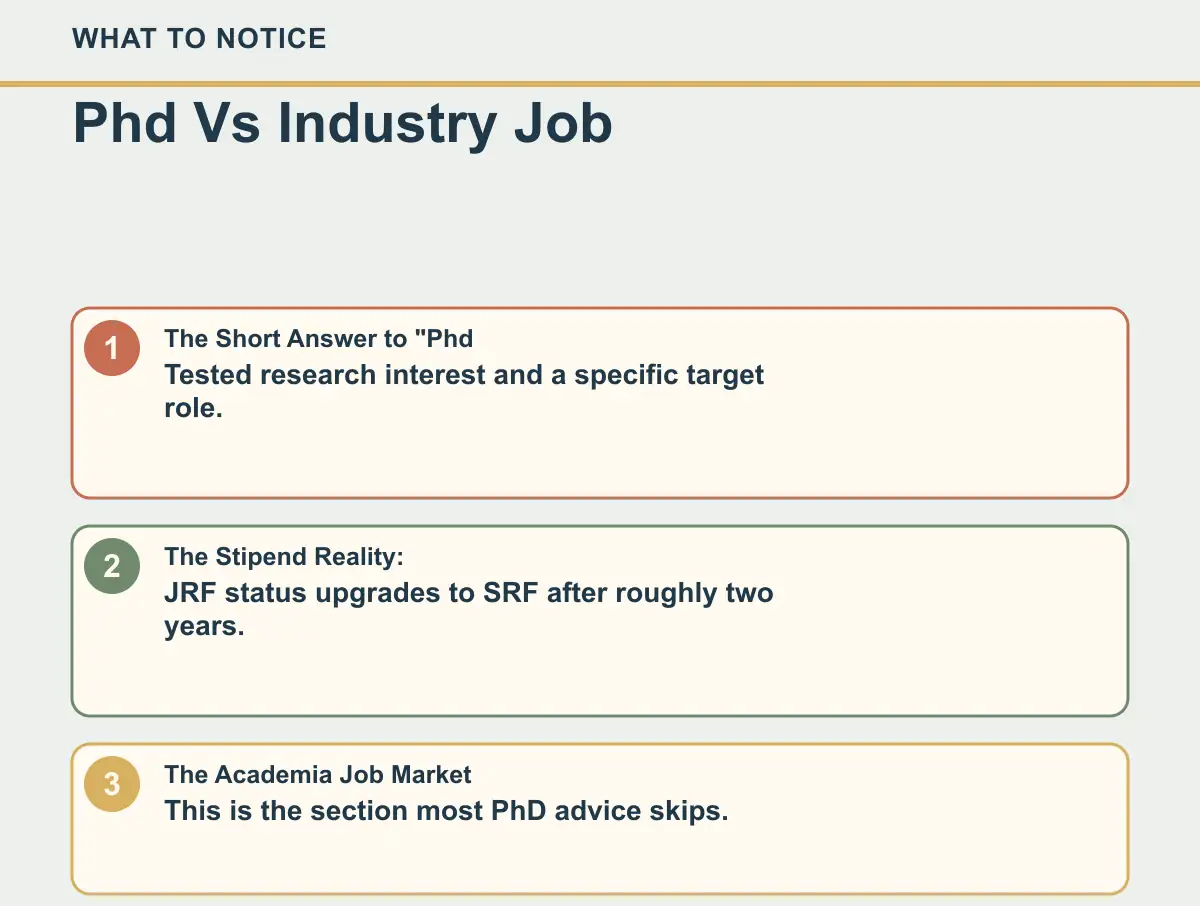 WHAT TO NOTICE
Phd Vs Industry Job
1
The Short Answer to "Phd
Tested research interest and a specific target
role.
2
The Stipend Reality:
JRF status upgrades to SRF after roughly two
years.
3
The Academia Job Market
This is the section most PhD advice skips.